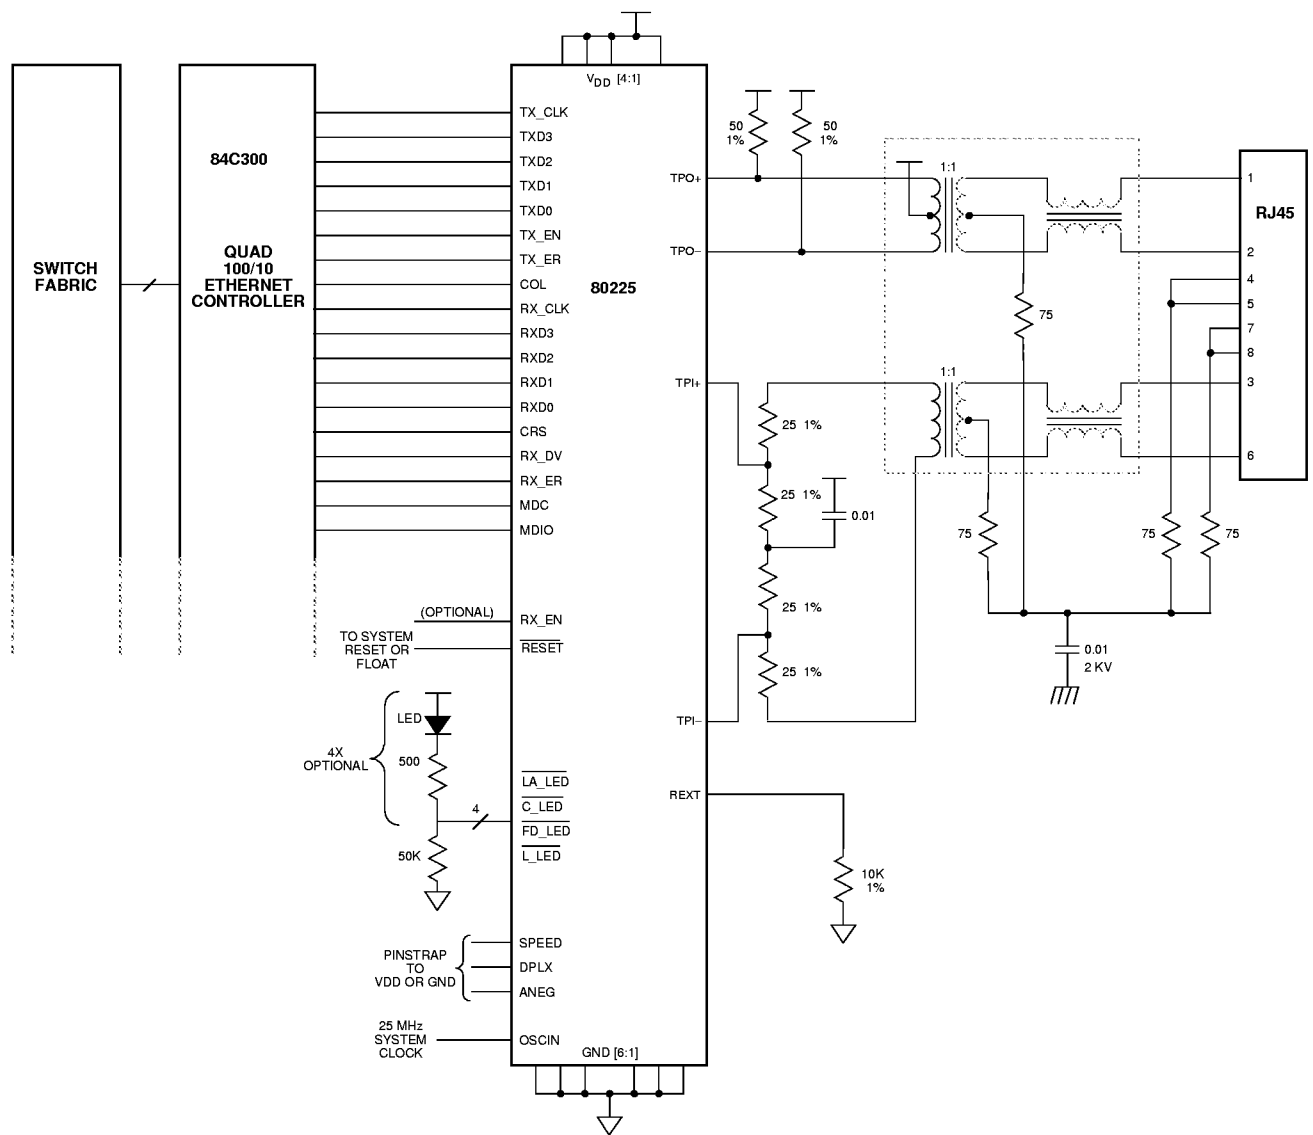 V DD [4:1]
SWITCH
FABRIC
84C300
QUAD
100/10
ETHERNET
CONTROLLER
80225
TX_CLK
TXD3
TXD2
TXD1
TXD0
TX_EN
TX_ER
COL
RX_CLK
RXD3
RXD2
RXD1
RXD0
CRS
RX_DV
RX_ER
MDC
MDIO
(OPTIONAL)
RX_EN
TO SYSTEM
RESET OR
FLOAT
RESET
LED
4X
OPTIONAL
500
50K
4
LA_LED
C_LED
FD_LED
L_LED
PINSTRAP
TO
VDD OR GND
SPEED
DPLX
ANEG
25 MHz
SYSTEM
CLOCK
OSCIN
GND [6:1]
TPO+
TPO–
TPI+
TPI–
REXT
50
1%
50
1%
1:1
1:1
25 1%
25 1%
0.01
25 1%
25 1%
10K
1%
75
75
75
75
0.01
2 KV
RJ45
1
2
4
5
7
8
3
6